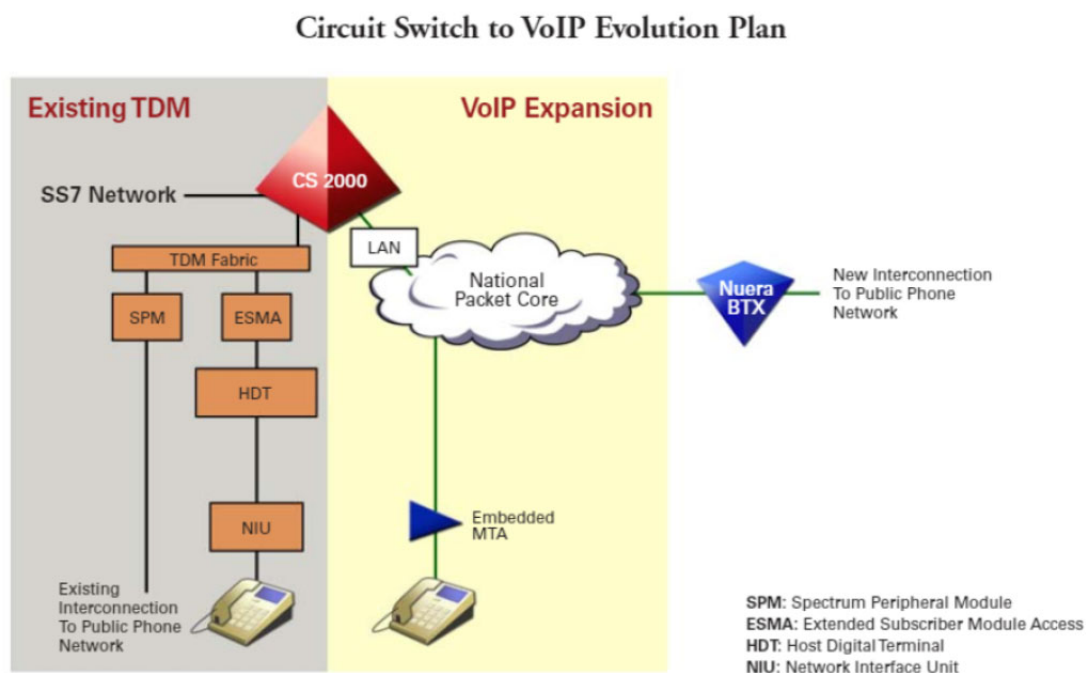 Circuit Switch to VoIP Evolution Plan
Existing TDM
VoIP Expansion
CS 2000
SS7 Network
LAN
TDM Fabric
National
Packet Core
Nuera
BTX
New Interconnection
To Public Phone
Network
SPM
ESMA
HDT
NIU
Embedded
MTA
Existing
Interconnection
To Public Phone
Network
SPM: Spectrum Peripheral Module
ESMA: Extended Subscriber Module Access
HDT: Host Digital Terminal
NIU: Network Interface Unit